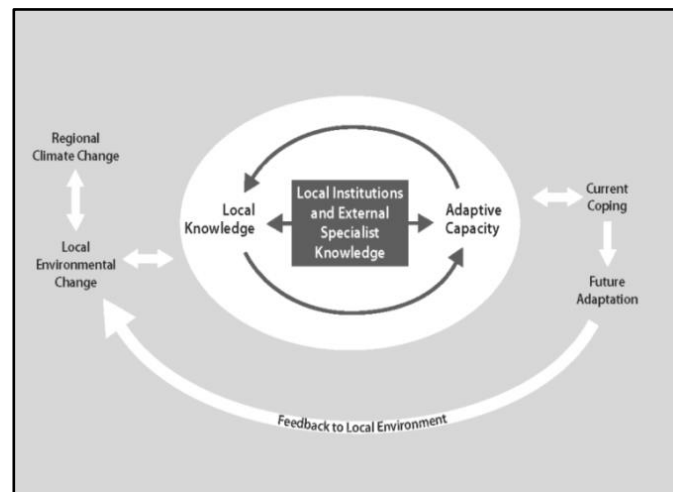 Regional
Climate Change
Local
Environmental
Change
Local
Knowledge
Local Institutions
and External
Specialist
Knowledge
Adaptive
Capacity
Current
Coping
Future
Adaptation
Feedback to Local Environment